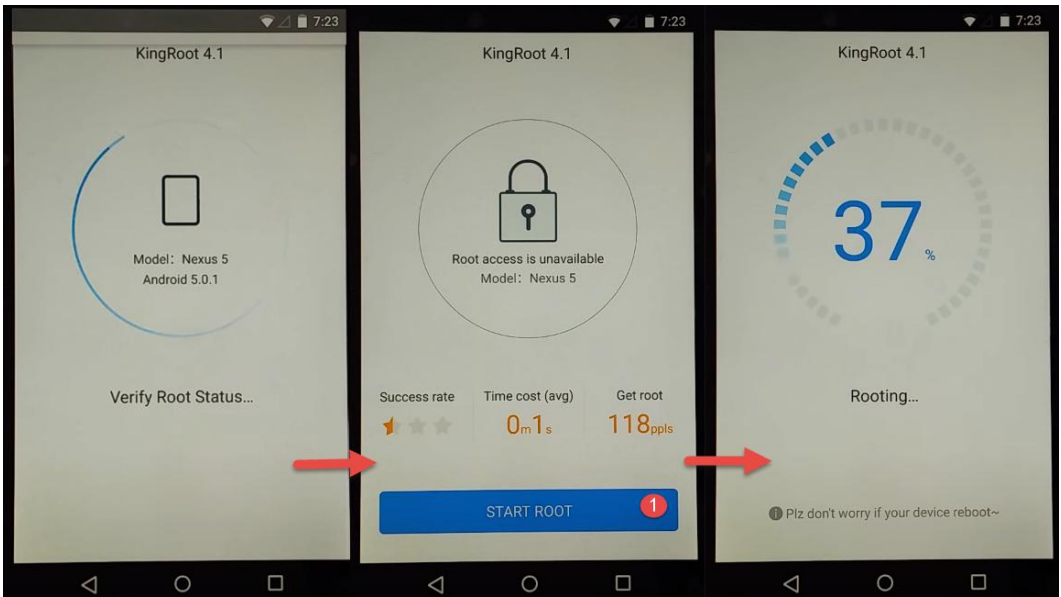 7:23
KingRoot 4.1
Model: Nexus 5
Android 5.0.1
Verify Root Status...
7:23
KingRoot 4.1
Root access is unavailable
Model: Nexus 5
Success rate
Time cost (avg)
Get root
0m1s
118ppls
START ROOT
1
7:23
KingRoot 4.1
37%
Rooting...
Plz don't worry if your device reboot~